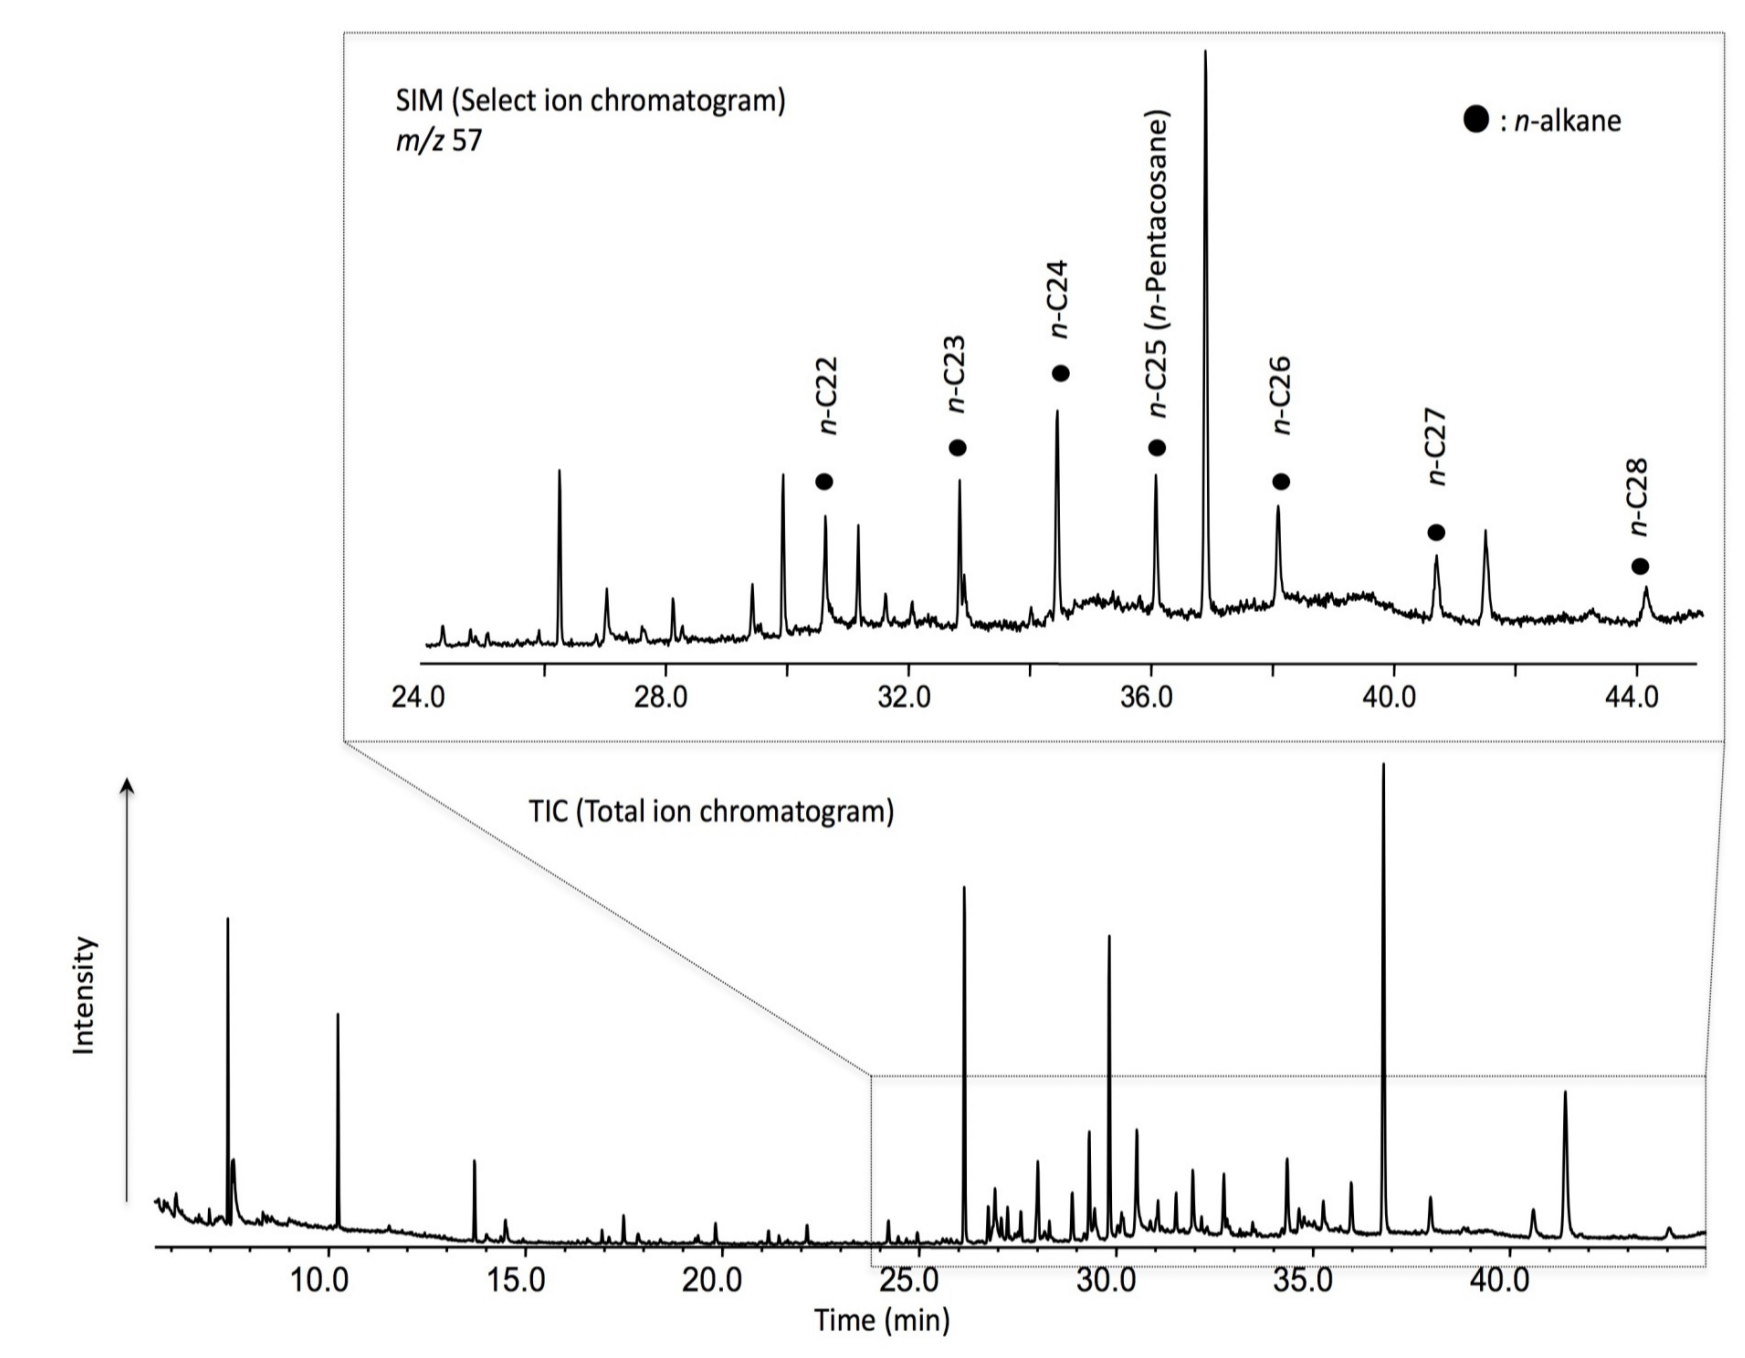 SIM (Select ion chromatogram)
m/z 57
: n-alkane
n-C22
n-C23
n-C24
n-C25 (n-Pentacosane)
n-C26
n-C27
n-C28
24.0 28.0 32.0 36.0 40.0 44.0
TIC (Total ion chromatogram)
Intensity
10.0 15.0 20.0 25.0 30.0 35.0 40.0
Time (min)